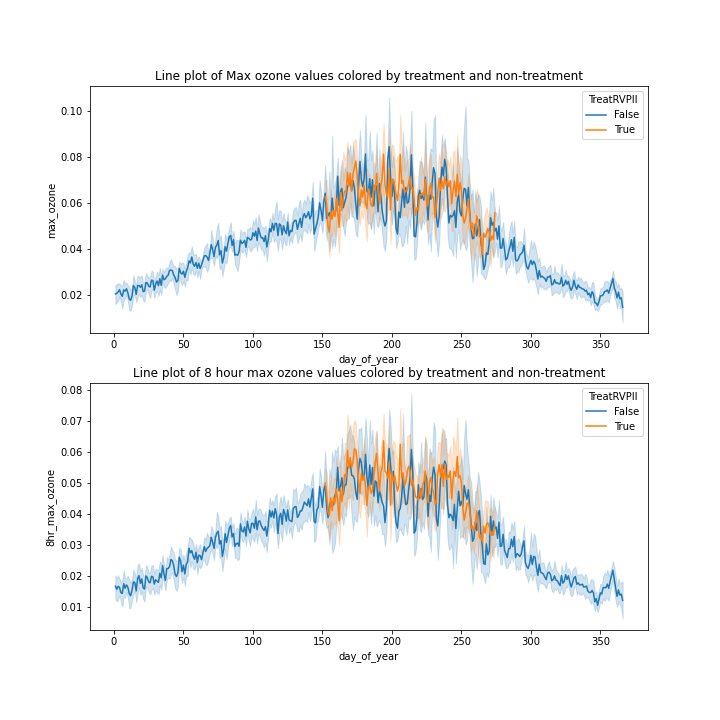 Line plot of Max ozone values colored by treatment and non-treatment
TreatRVPII
False
True
0.10
0.08
0.06
0.04
0.02
max_ozone
0 50 100 150 200 250 300 350
day_of_year
Line plot of 8 hour max ozone values colored by treatment and non-treatment
TreatRVPII
False
True
0.08
0.07
0.06
0.05
0.04
0.03
0.02
0.01
8hr_max_ozone
0 50 100 150 200 250 300 350
day_of_year